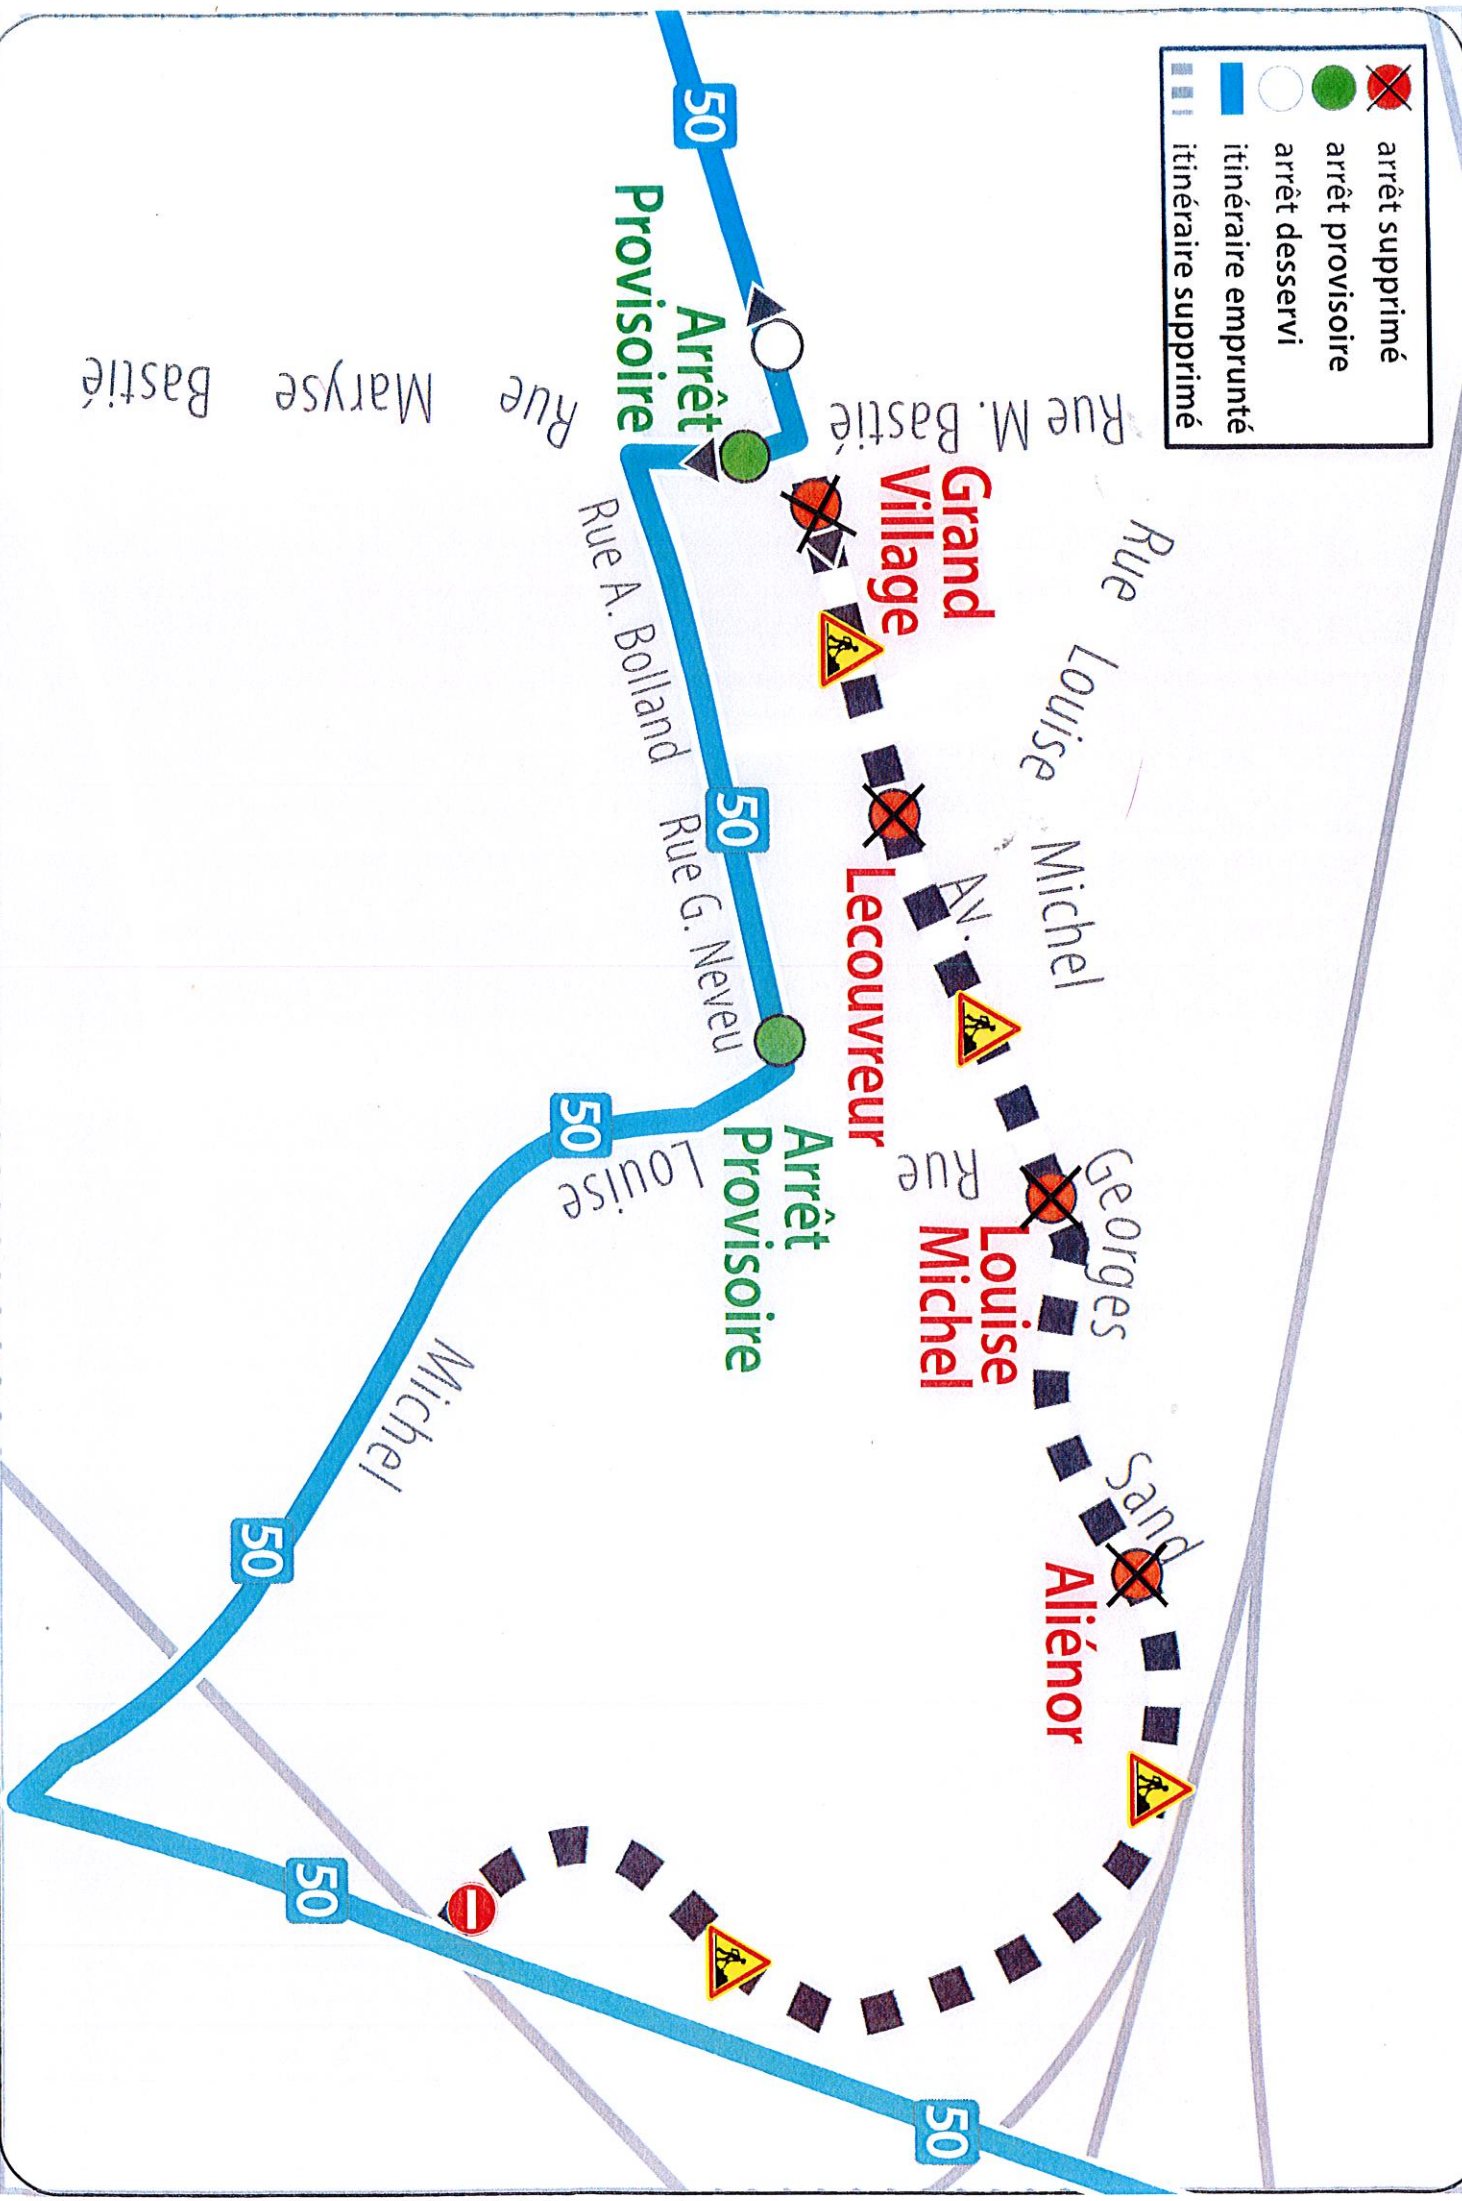 arrêt supprimé
arrêt provisoire
arrêt desservi
itinéraire emprunté
itinéraire supprimé
Rue Louise Michel
Rue M. Bastié
Grand
Village
Av. Georges Sand
Aliénor
Louise
Michel
Lecouvreur
50
Arrêt
Provisoire
Rue Maryse Bastié
Rue A. Bolland
50
Rue G. Neveu
Arrêt
Provisoire
Rue Louise Michel
50
50
50
50